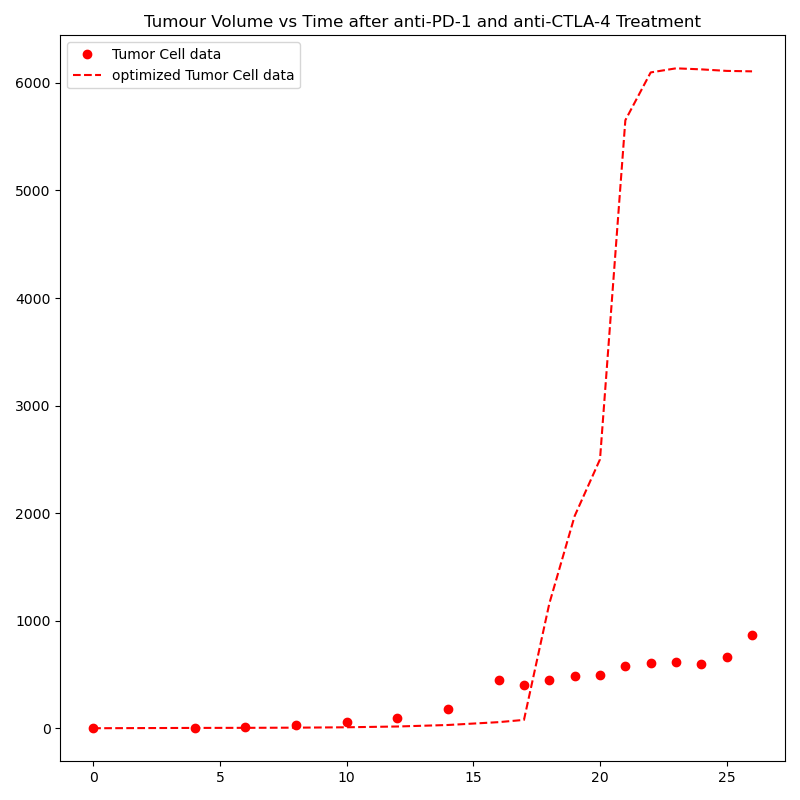 Tumour Volume vs Time after anti-PD-1 and anti-CTLA-4 Treatment
Tumor Cell data
optimized Tumor Cell data
6000
5000
4000
3000
2000
1000
0
0 5 10 15 20 25